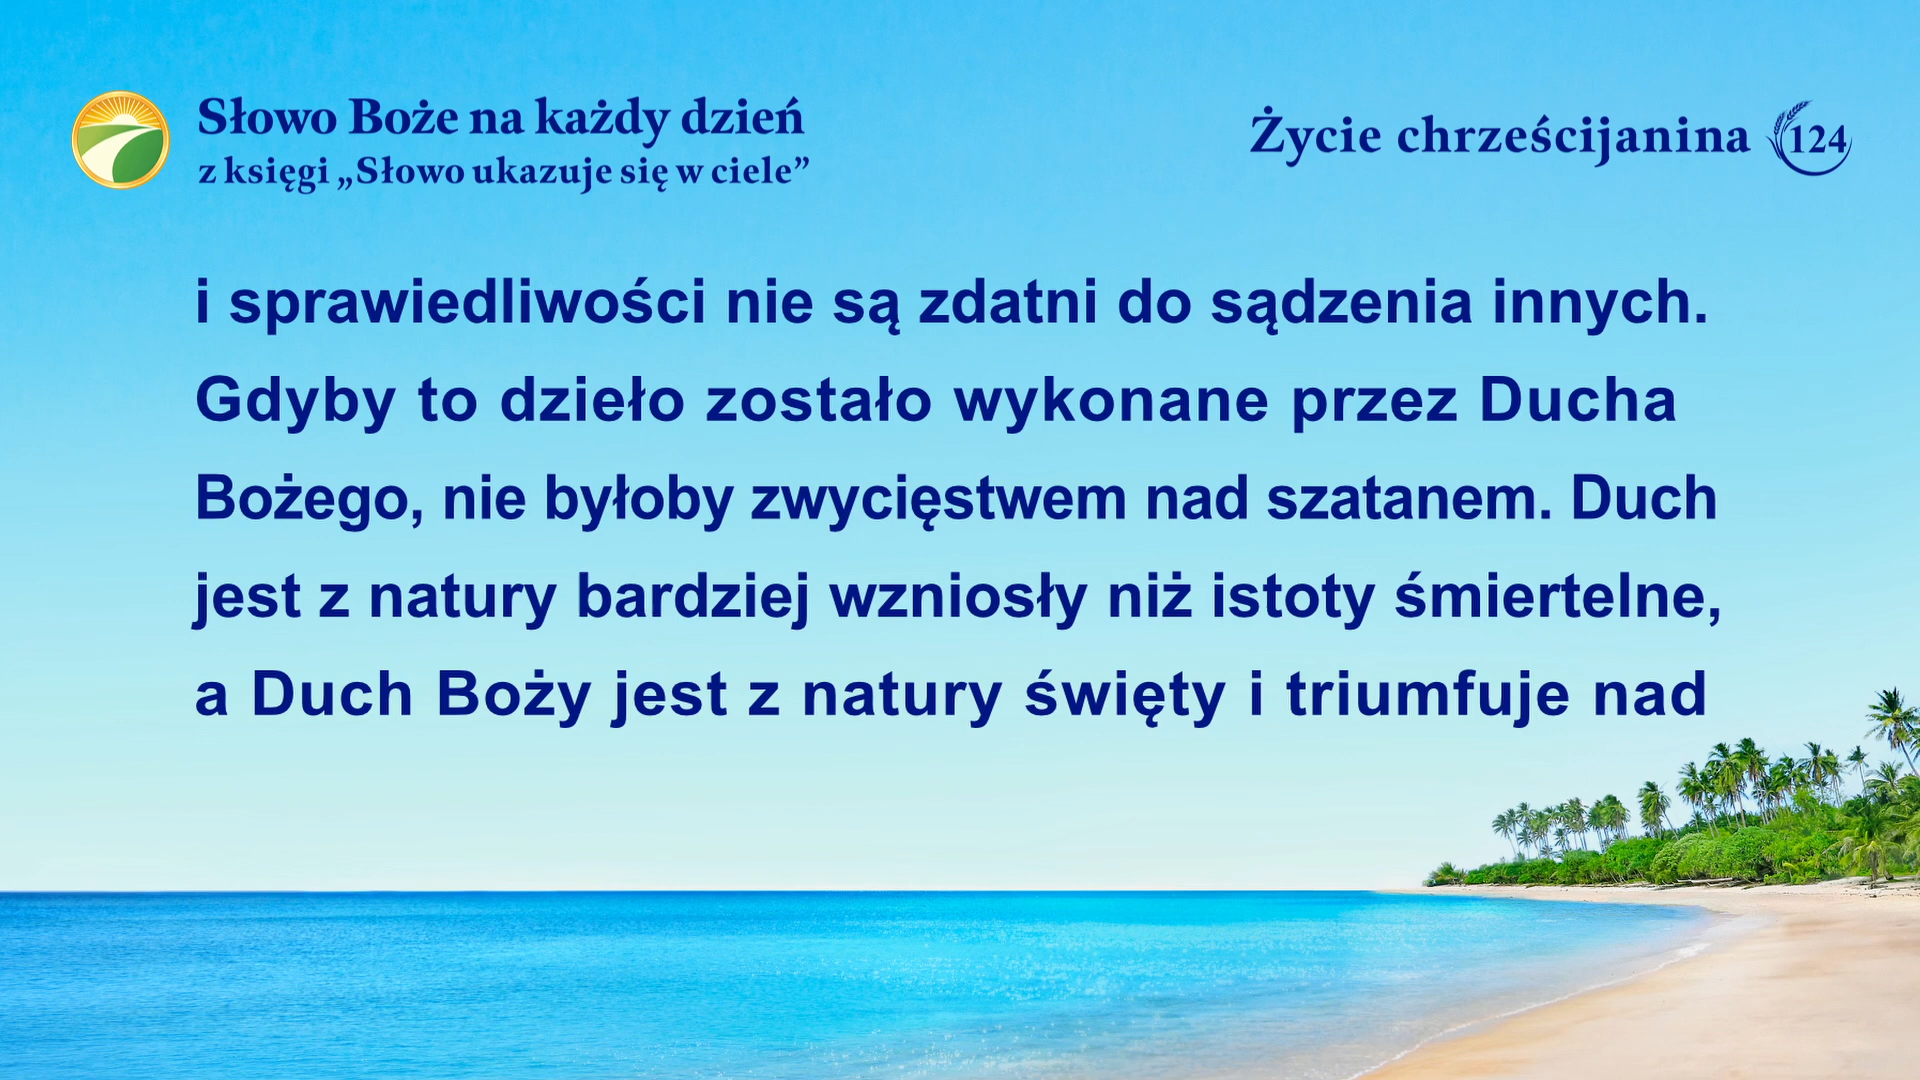 Słowo Boże na każdy dzień
z księgi „Słowo ukazuje się w ciele”
Życie chrześcijanina 124
i sprawiedliwości nie są zdatni do sądzenia innych.
Gdyby to dzieło zostało wykonane przez Ducha
Bożego, nie byłoby zwycięstwem nad szatanem. Duch
jest z natury bardziej wzniosły niż istoty śmiertelne,
a Duch Boży jest z natury święty i triumfuje nad